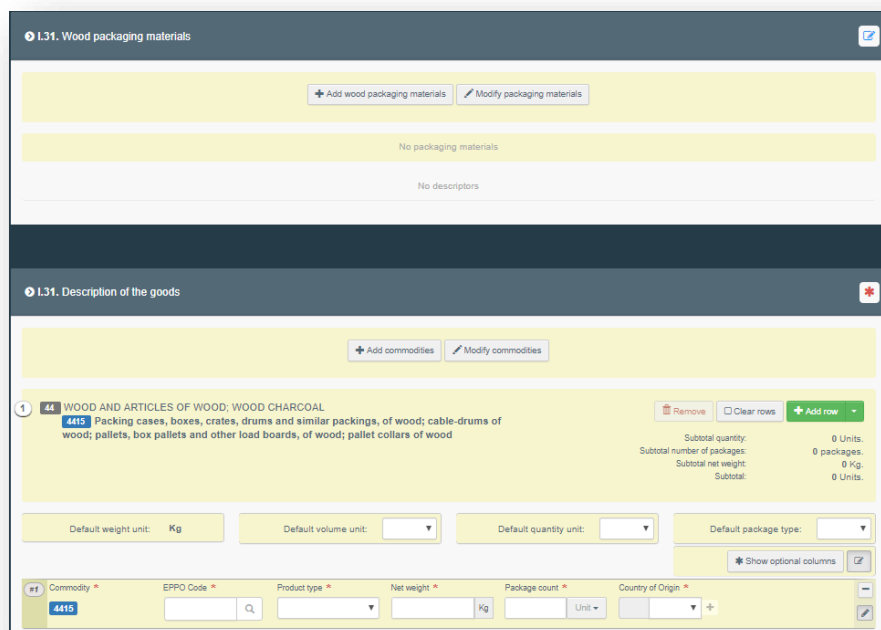 I.31. Wood packaging materials
Add wood packaging materials Modify packaging materials
No packaging materials
No descriptors
I.31. Description of the goods
Add commodities Modify commodities
1 44 WOOD AND ARTICLES OF WOOD; WOOD CHARCOAL
4415 Packing cases, boxes, crates, drums and similar packings, of wood; cable-drums of
wood; pallets, box pallets and other load boards, of wood; pallet collars of wood
Remove Clear rows Add row
Subtotal quantity: 0 Units.
Subtotal number of packages: 0 packages.
Subtotal net weight: 0 Kg.
Subtotal: 0 Units.
Default weight unit: Kg Default volume unit: Default quantity unit: Default package type:
Show optional columns
#1 Commodity * EPPO Code * Product type * Net weight * Package count * Country of Origin *
4415 Kg Unit